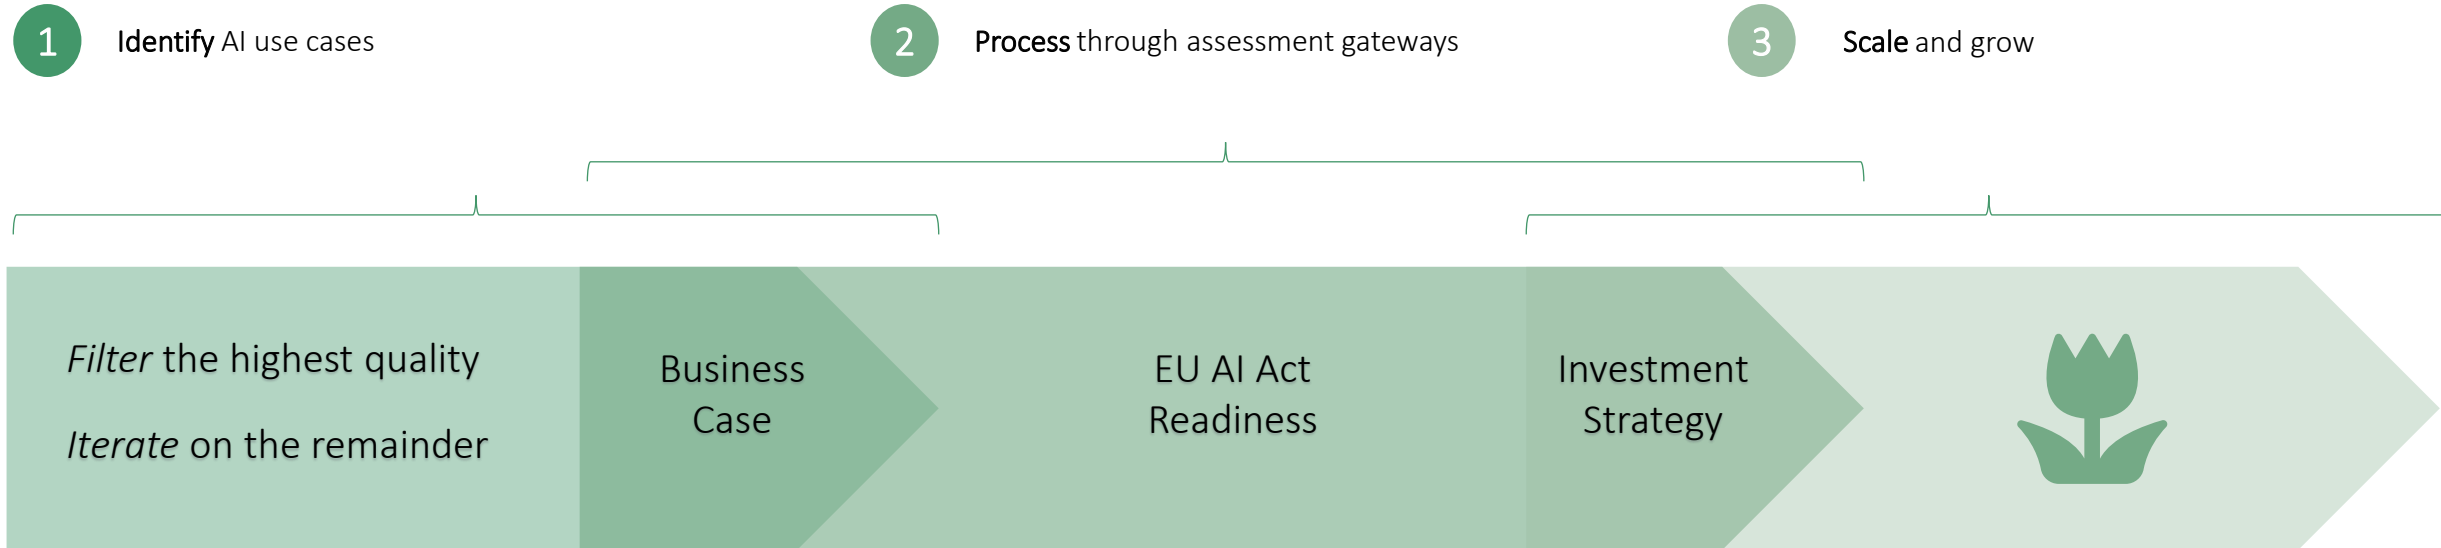 1 Identify AI use cases
2 Process through assessment gateways
3 Scale and grow
Filter the highest quality
Iterate on the remainder
Business
Case
EU AI Act
Readiness
Investment
Strategy